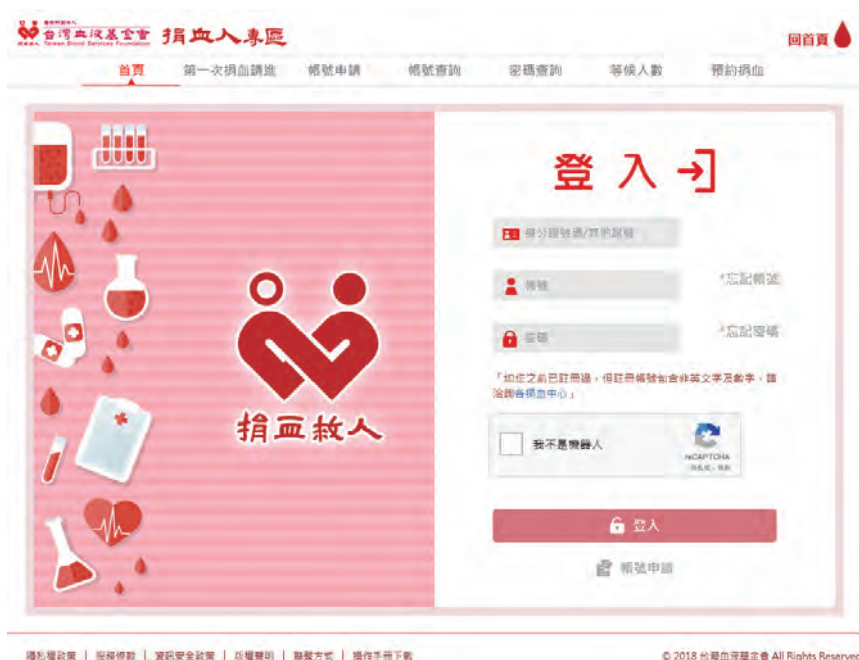 醫療財團法人
台灣血液基金會 捐血人專區
Taiwan Blood Services Foundation
回首頁
首頁 第一次捐血請進 帳號申請 帳號查詢 密碼查詢 等候人數 預約捐血
登入
身分證號碼/其他證號
帳號 *忘記帳號
密碼 *忘記密碼
「如您之前已註冊過，但註冊帳號包含非英文字及數字，請
洽詢各捐血中心」
我不是機器人
reCAPTCHA
捐血救人
登入
帳號申請
隱私權政策 | 服務條款 | 資訊安全政策 | 版權聲明 | 聯繫方式 | 操作手冊下載
© 2018 台灣血液基金會 All Rights Reserved